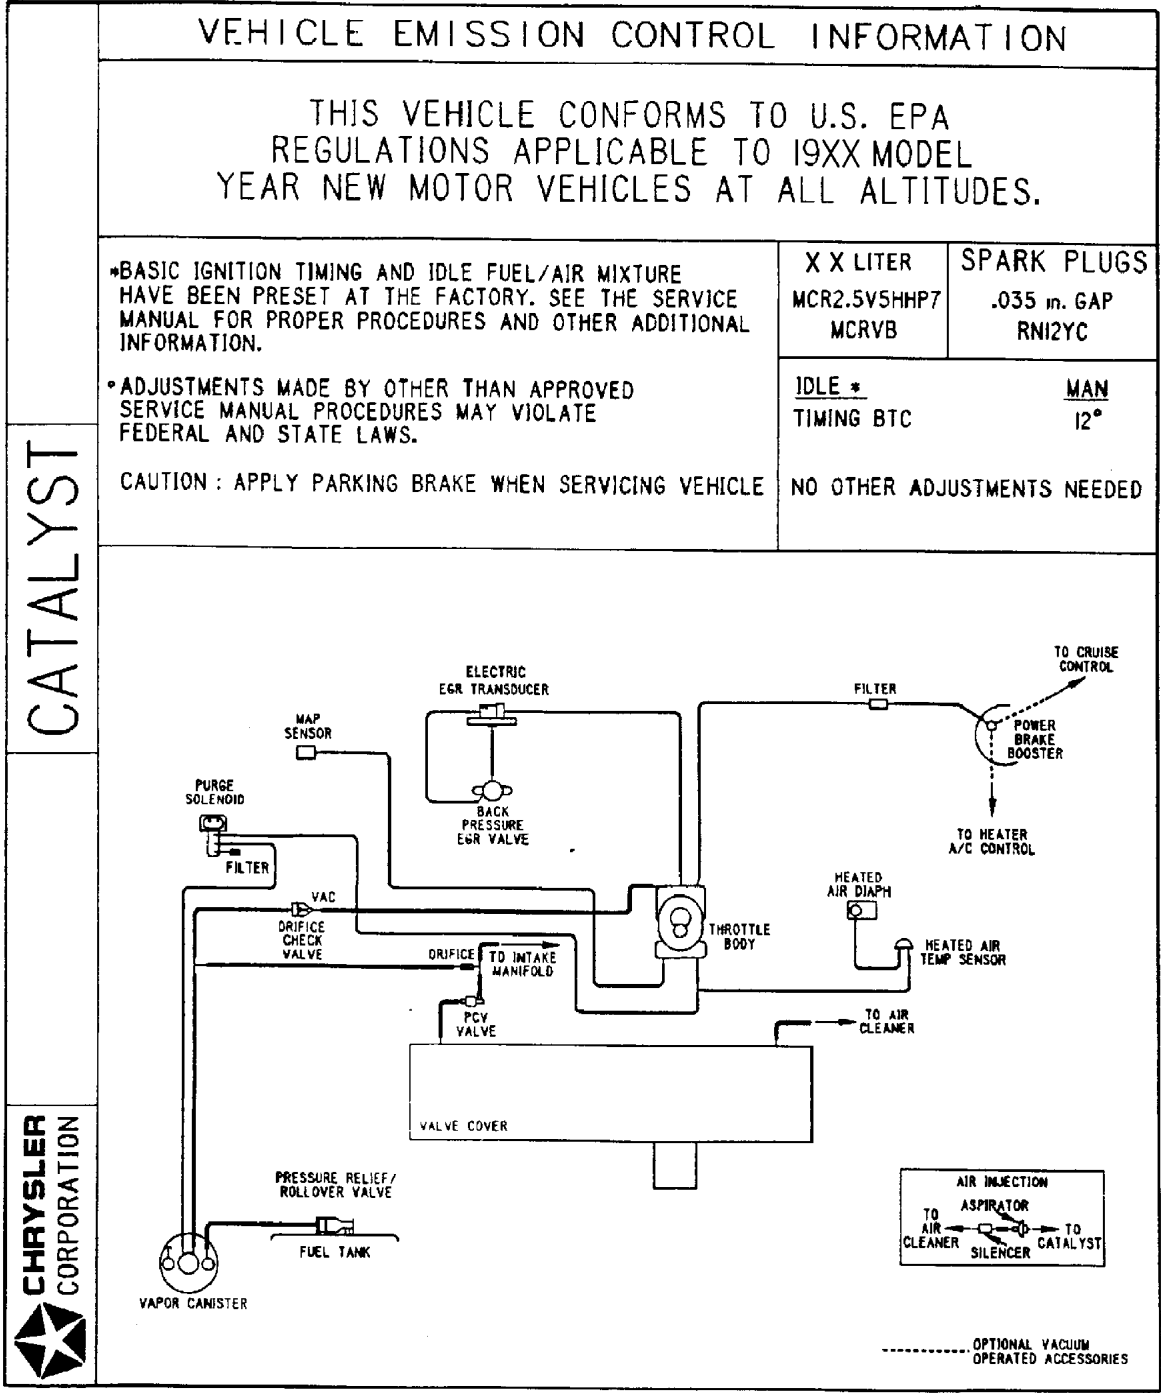 VEHICLE EMISSION CONTROL INFORMATION
THIS VEHICLE CONFORMS TO U.S. EPA
REGULATIONS APPLICABLE TO 19XX MODEL
YEAR NEW MOTOR VEHICLES AT ALL ALTITUDES.
*BASIC IGNITION TIMING AND IDLE FUEL/AIR MIXTURE
HAVE BEEN PRESET AT THE FACTORY. SEE THE SERVICE
MANUAL FOR PROPER PROCEDURES AND OTHER ADDITIONAL
INFORMATION.
°ADJUSTMENTS MADE BY OTHER THAN APPROVED
SERVICE MANUAL PROCEDURES MAY VIOLATE
FEDERAL AND STATE LAWS.
CAUTION : APPLY PARKING BRAKE WHEN SERVICING VEHICLE
X X LITER
MCR2.5V5HHP7
MCRVB
SPARK PLUGS
.035 in. GAP
RN12YC
IDLE * MAN
TIMING BTC 12°
NO OTHER ADJUSTMENTS NEEDED
CATALYST
CHRYSLER
CORPORATION
TO CRUISE
CONTROL
ELECTRIC
EGR TRANSDUCER
FILTER
MAP
SENSOR
POWER
BRAKE
BOOSTER
PURGE
SOLENOID
BACK
PRESSURE
EGR VALVE
TO HEATER
A/C CONTROL
FILTER
HEATED
AIR DIAPH
VAC
ORIFICE
CHECK
VALVE
THROTTLE
BODY
ORIFICE
TO INTAKE
MANIFOLD
HEATED AIR
TEMP SENSOR
PCV
VALVE
TO AIR
CLEANER
VALVE COVER
PRESSURE RELIEF/
ROLLOVER VALVE
FUEL TANK
VAPOR CANISTER
AIR INJECTION
ASPIRATOR
TO
AIR
CLEANER
SILENCER
TO
CATALYST
OPTIONAL VACUUM
OPERATED ACCESSORIES